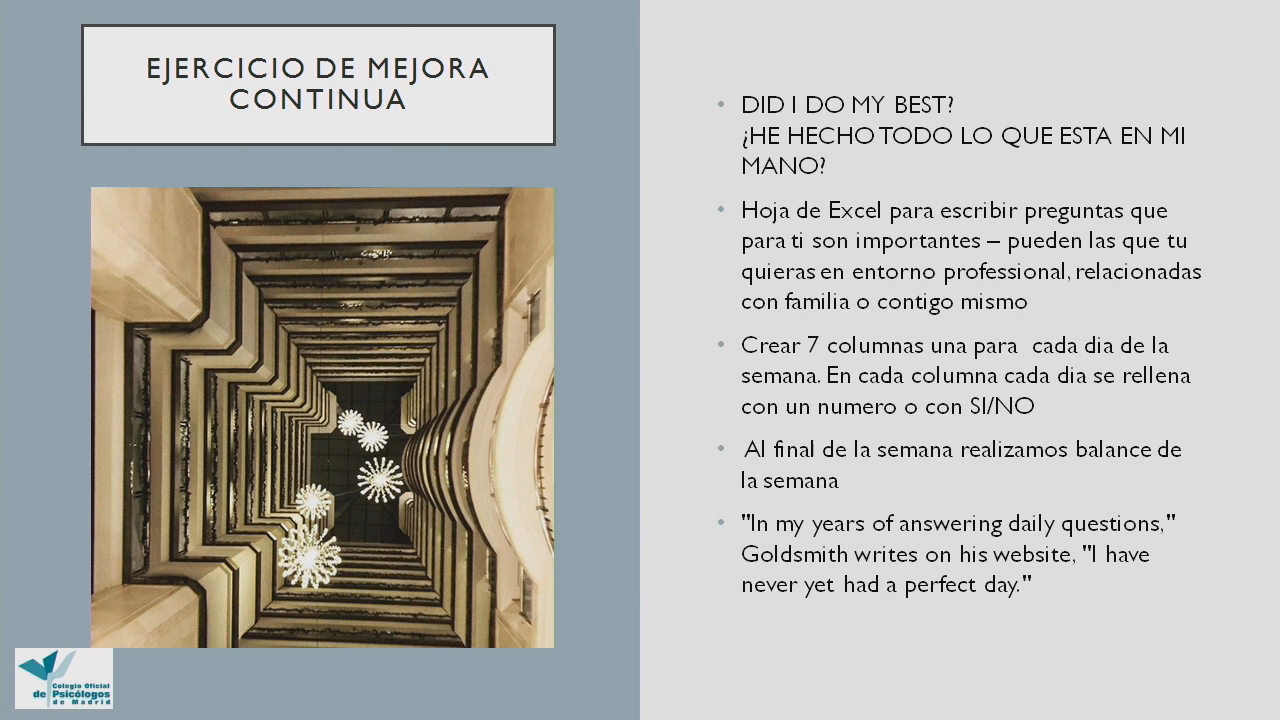 EJERCICIO DE MEJORA
CONTINUA
• DID I DO MY BEST?
¿HE HECHO TODO LO QUE ESTA EN MI
MANO?
• Hoja de Excel para escribir preguntas que
para ti son importantes – pueden las que tu
quieras en entorno professional, relacionadas
con familia o contigo mismo
• Crear 7 columnas una para cada dia de la
semana. En cada columna cada dia se rellena
con un numero o con SI/NO
• Al final de la semana realizamos balance de
la semana
• "In my years of answering daily questions,"
Goldsmith writes on his website, "I have
never yet had a perfect day."
Colegio Oficial
de Psicólogos
de Madrid